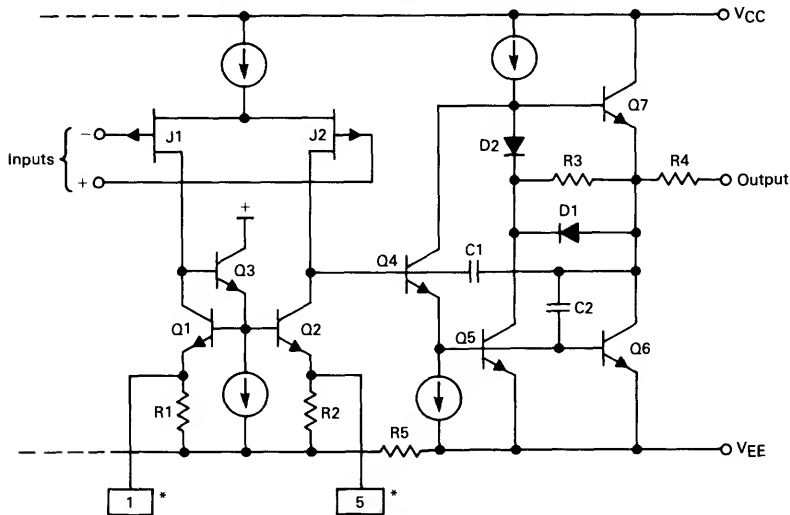 VCC
Q7
J1
J2
D2
Inputs {
−
+
R3
R4
Output
+
D1
Q3
Q4
C1
C2
Q1
Q2
Q5
Q6
R1
R2
R5
VEE
1 *
5 *